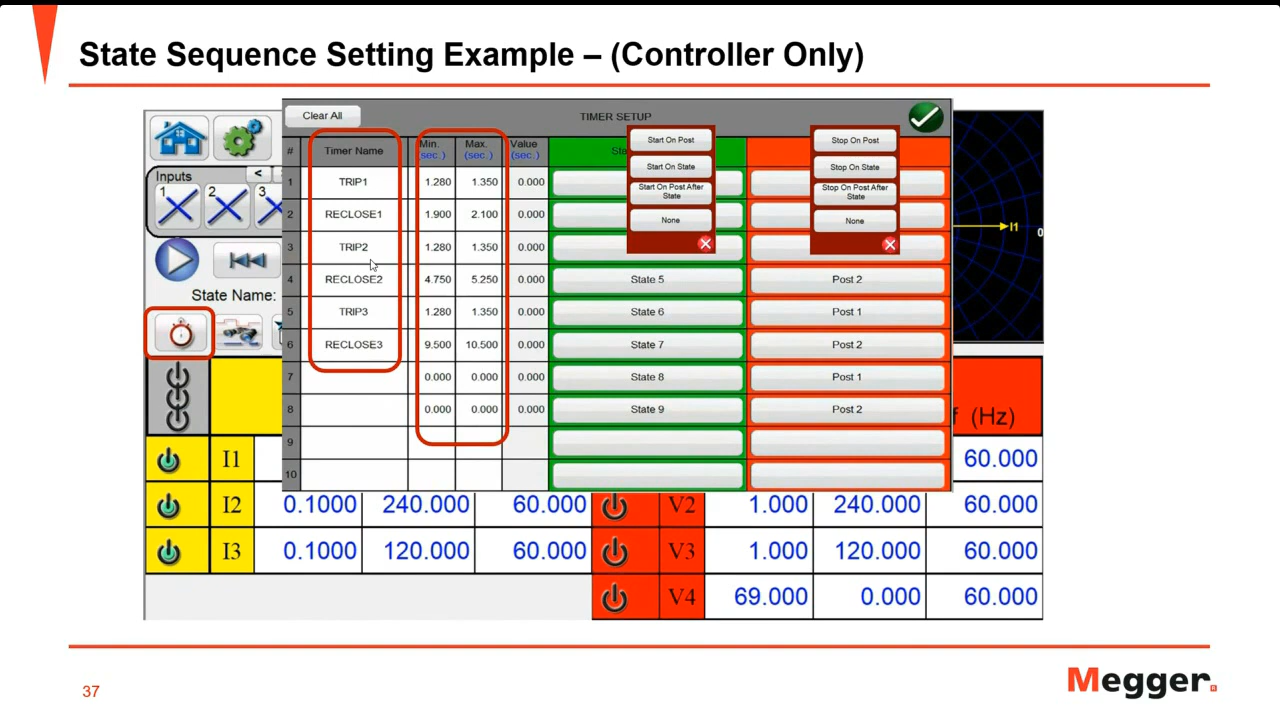 State Sequence Setting Example – (Controller Only)
Clear All
TIMER SETUP
Inputs
<
1 2 3
State Name:
# Timer Name Min. (sec.) Max. (sec.) Value (sec.)
1 TRIP1 1.280 1.350 0.000
2 RECLOSE1 1.900 2.100 0.000
3 TRIP2 1.280 1.350 0.000
4 RECLOSE2 4.750 5.250 0.000 State 5 Post 2
5 TRIP3 1.280 1.350 0.000 State 6 Post 1
6 RECLOSE3 9.500 10.500 0.000 State 7 Post 2
7 0.000 0.000 0.000 State 8 Post 1
8 0.000 0.000 0.000 State 9 Post 2
9
10
Start On Post
Start On State
Start On Post After
State
None
Stop On Post
Stop On State
Stop On Post After
State
None
I1
0
f (Hz)
I1 60.000
I2 0.1000 240.000 60.000 V2 1.000 240.000 60.000
I3 0.1000 120.000 60.000 V3 1.000 120.000 60.000
V4 69.000 0.000 60.000
37
Megger